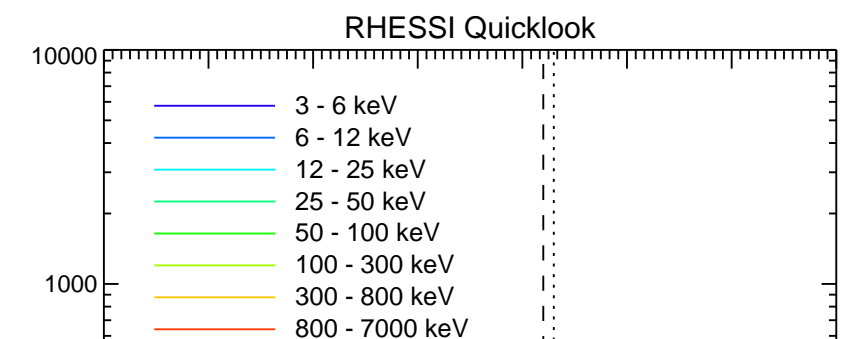 RHESSI Quicklook
10000
3 - 6 keV
6 - 12 keV
12 - 25 keV
25 - 50 keV
50 - 100 keV
100 - 300 keV
1000
300 - 800 keV
800 - 7000 keV